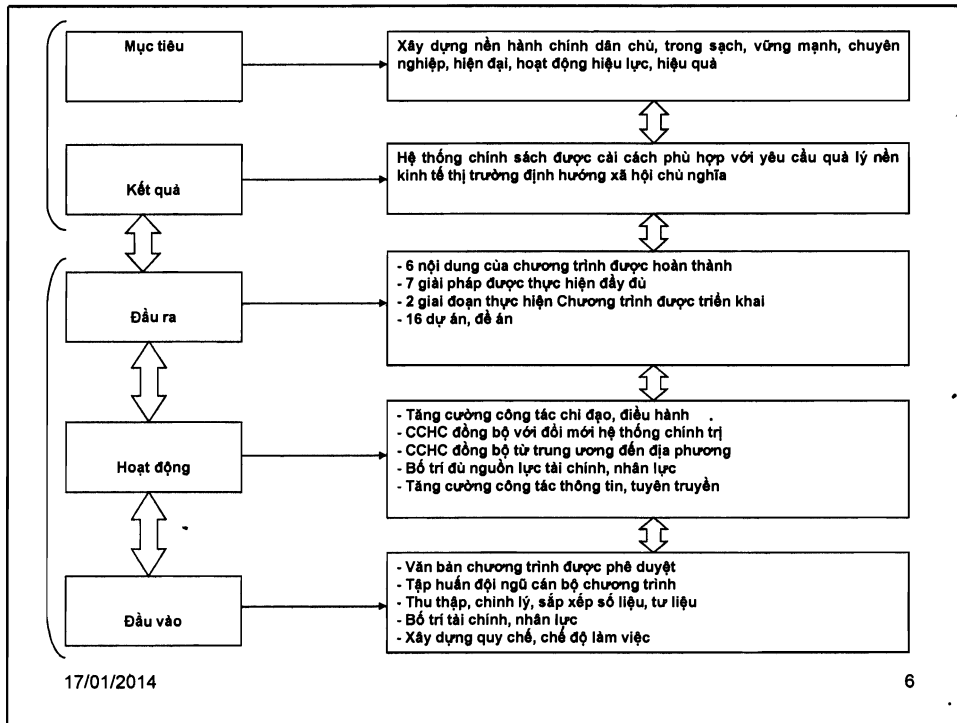 Mục tiêu
Xây dựng nền hành chính dân chủ, trong sạch, vững mạnh, chuyên
nghiệp, hiện đại, hoạt động hiệu lực, hiệu quả
Kết quả
Hệ thống chính sách được cải cách phù hợp với yêu cầu quả lý nền
kinh tế thị trường định hướng xã hội chủ nghĩa
Đầu ra
- 6 nội dung của chương trình được hoàn thành
- 7 giải pháp được thực hiện đầy đủ
- 2 giai đoạn thực hiện Chương trình được triển khai
- 16 dự án, đề án
Hoạt động
- Tăng cường công tác chỉ đạo, điều hành
- CCHC đồng bộ với đổi mới hệ thống chính trị
- CCHC đồng bộ từ trung ương đến địa phương
- Bố trí đủ nguồn lực tài chính, nhân lực
- Tăng cường công tác thông tin, tuyên truyền
Đầu vào
- Văn bản chương trình được phê duyệt
- Tập huấn đội ngũ cán bộ chương trình
- Thu thập, chỉnh lý, sắp xếp số liệu, tư liệu
- Bố trí tài chính, nhân lực
- Xây dựng quy chế, chế độ làm việc
17/01/2014
6